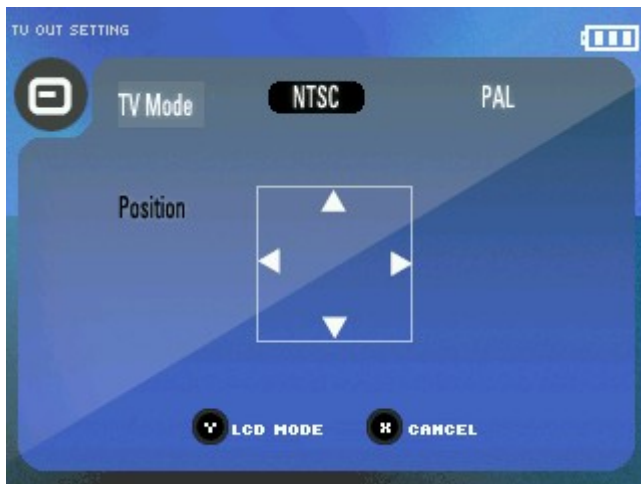 TV OUT SETTING
TV Mode NTSC PAL
Position
Y LCD MODE X CANCEL